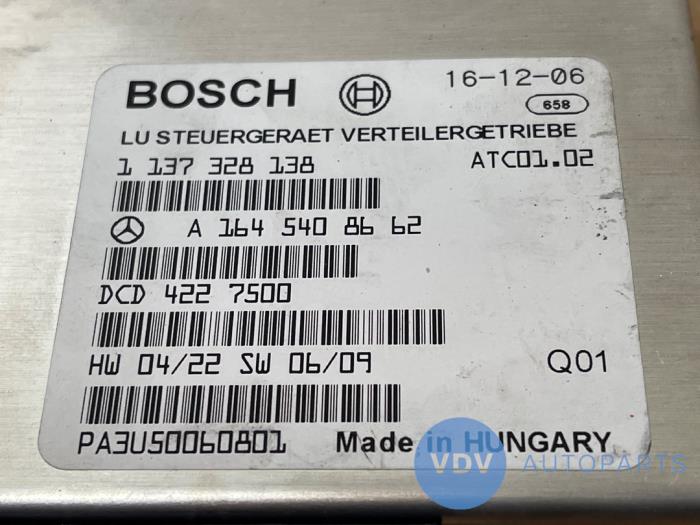 BOSCH 16-12-06
658
LU STEUERGERAET VERTEILERGETRIEBE
1 137 328 138 ATC01.02
A 164 540 86 62
DCD 422 7500
HW 04/22 SW 06/09 Q01
PA3U50060801 Made in HUNGARY
VDV AUTOPARTS